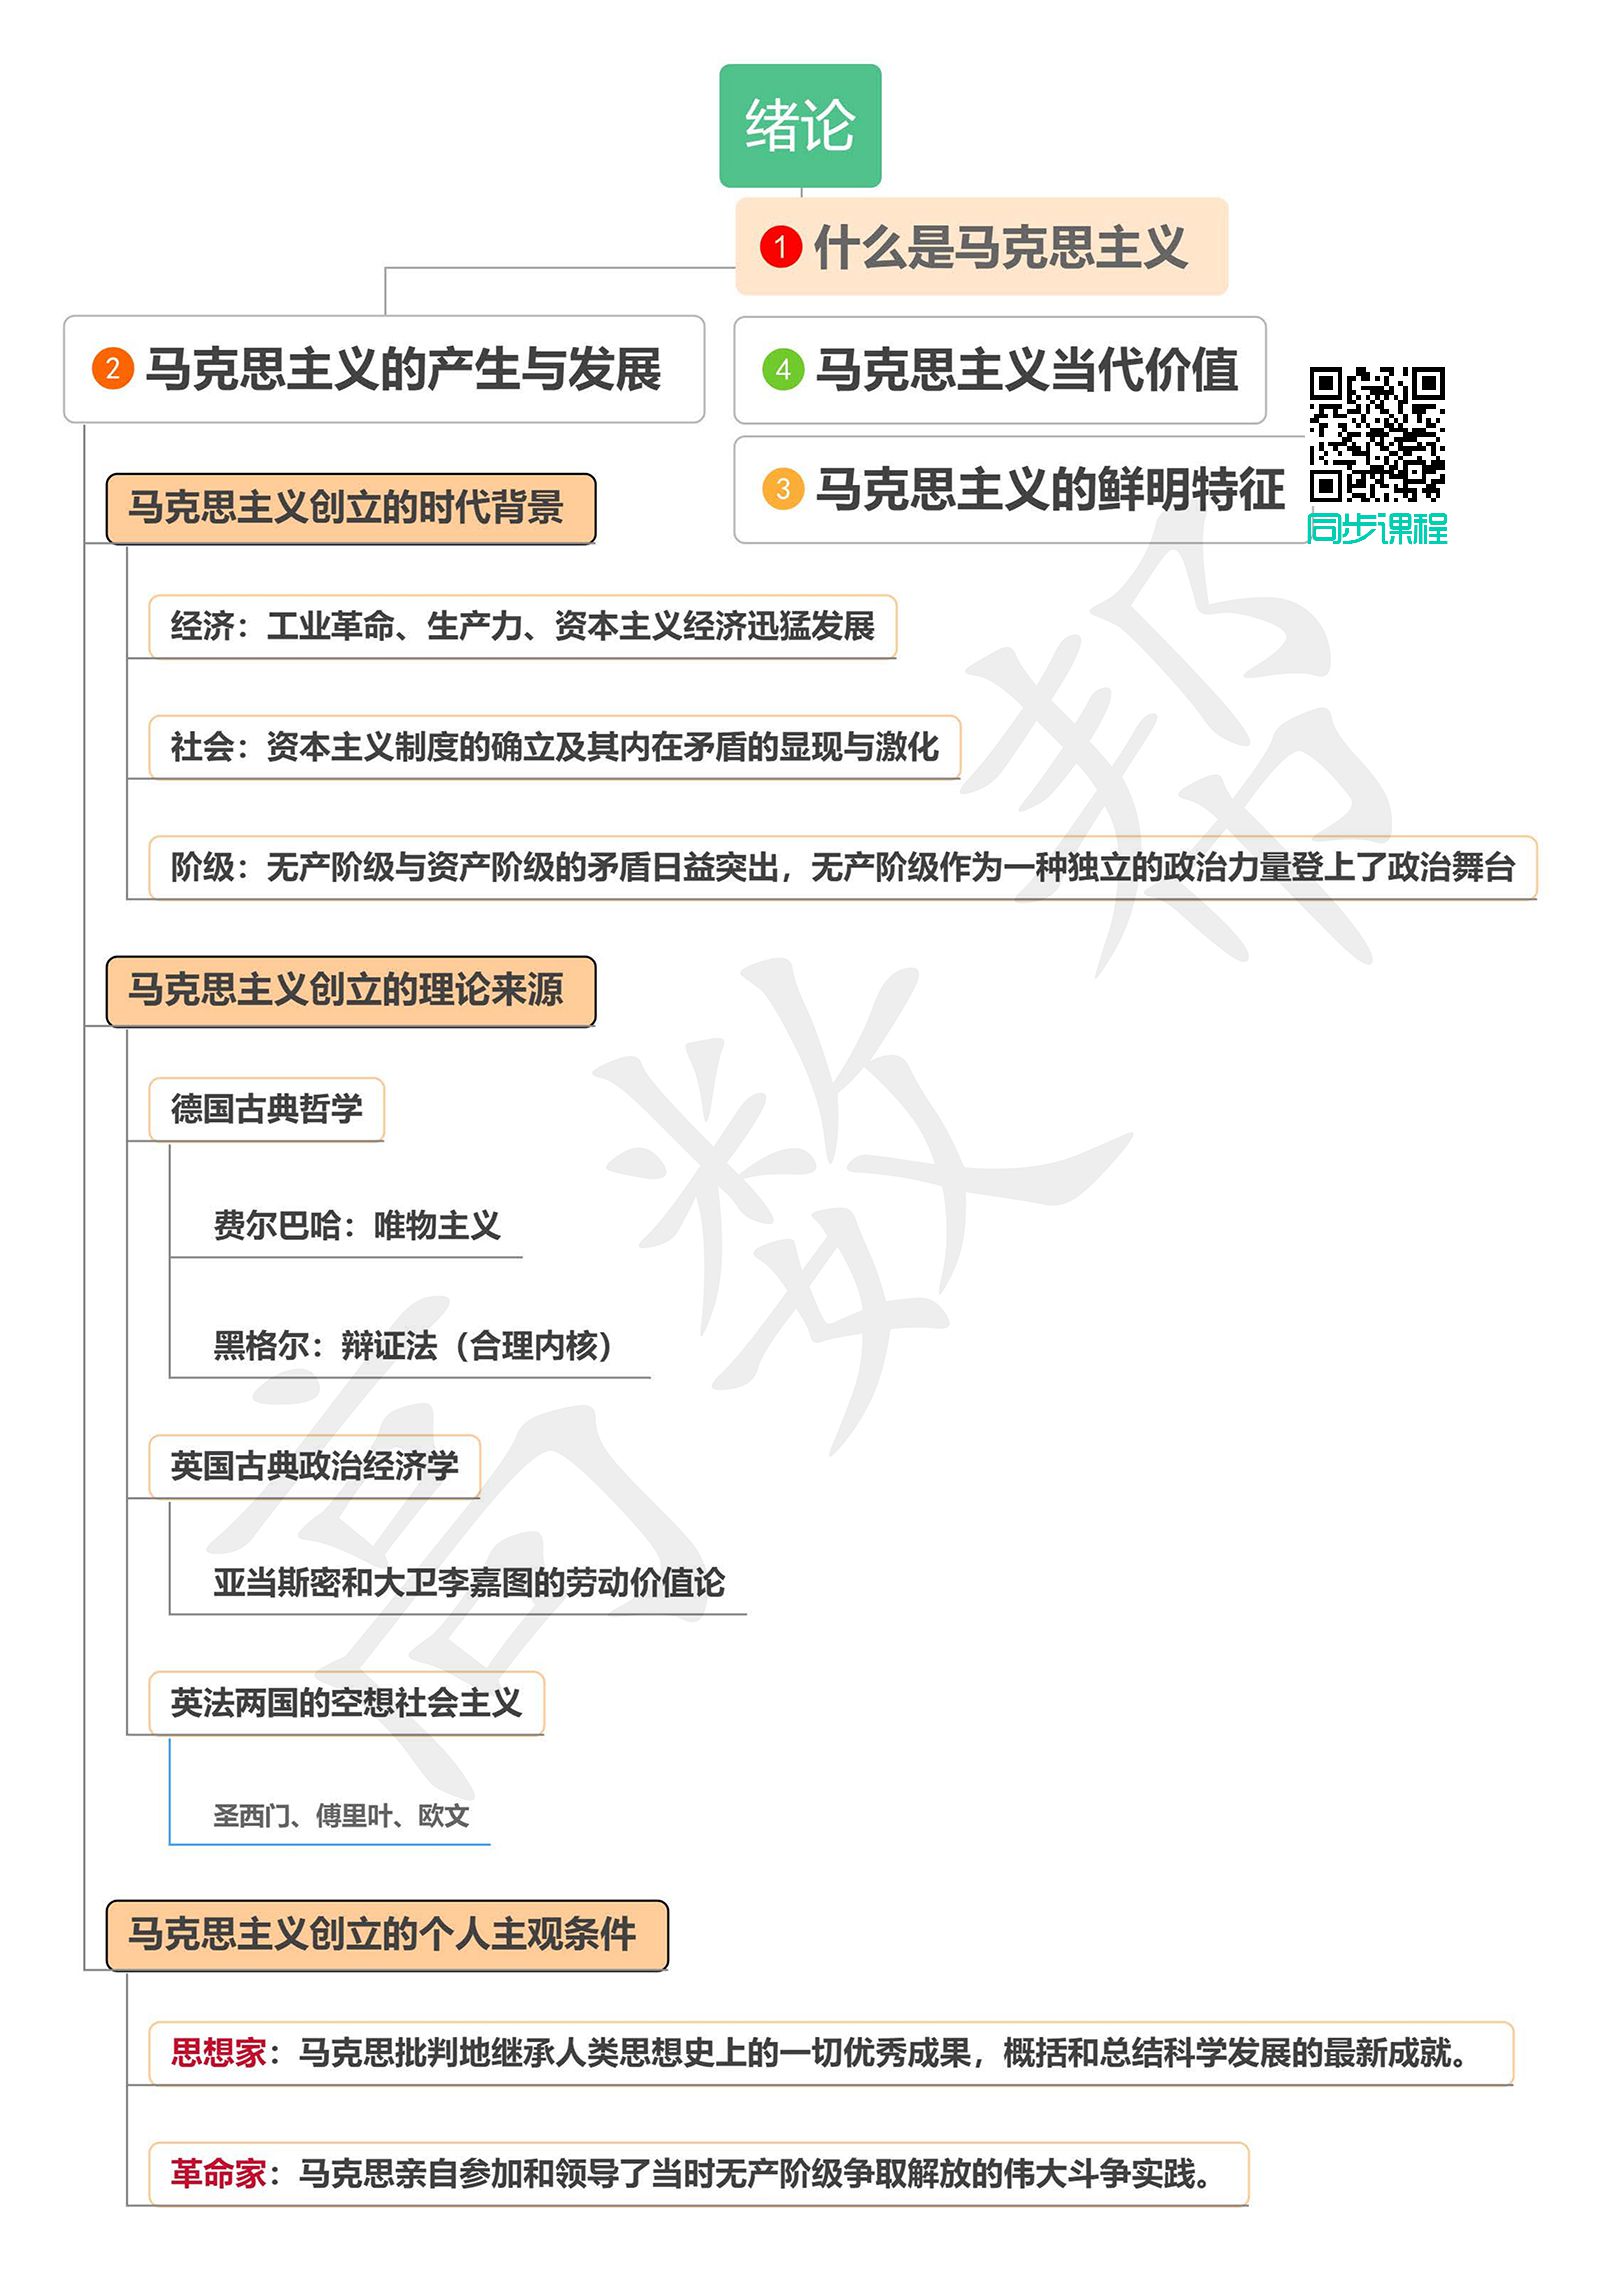 绪论
1 什么是马克思主义
2 马克思主义的产生与发展
4 马克思主义当代价值
3 马克思主义的鲜明特征
同步课程
马克思主义创立的时代背景
经济：工业革命、生产力、资本主义经济迅猛发展
社会：资本主义制度的确立及其内在矛盾的显现与激化
阶级：无产阶级与资产阶级的矛盾日益突出，无产阶级作为一种独立的政治力量登上了政治舞台
马克思主义创立的理论来源
德国古典哲学
费尔巴哈：唯物主义
黑格尔：辩证法（合理内核）
英国古典政治经济学
亚当斯密和大卫李嘉图的劳动价值论
英法两国的空想社会主义
圣西门、傅里叶、欧文
马克思主义创立的个人主观条件
思想家：马克思批判地继承人类思想史上的一切优秀成果，概括和总结科学发展的最新成就。
革命家：马克思亲自参加和领导了当时无产阶级争取解放的伟大斗争实践。
高数帮